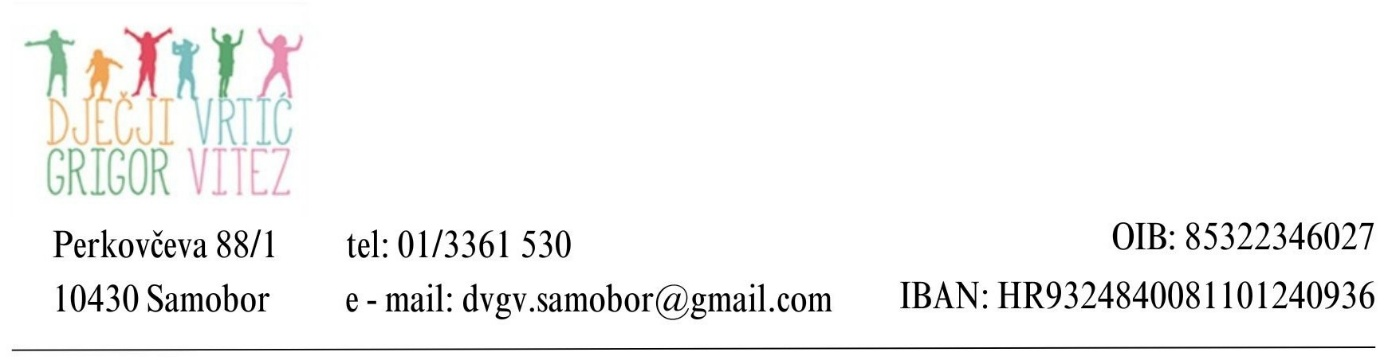 DJEČJI VRTIĆ
GRIGOR VITEZ
Perkovčeva 88/1
10430 Samobor
tel: 01/3361 530
e - mail: dvgv.samobor@gmail.com
OIB: 85322346027
IBAN: HR9324840081101240936